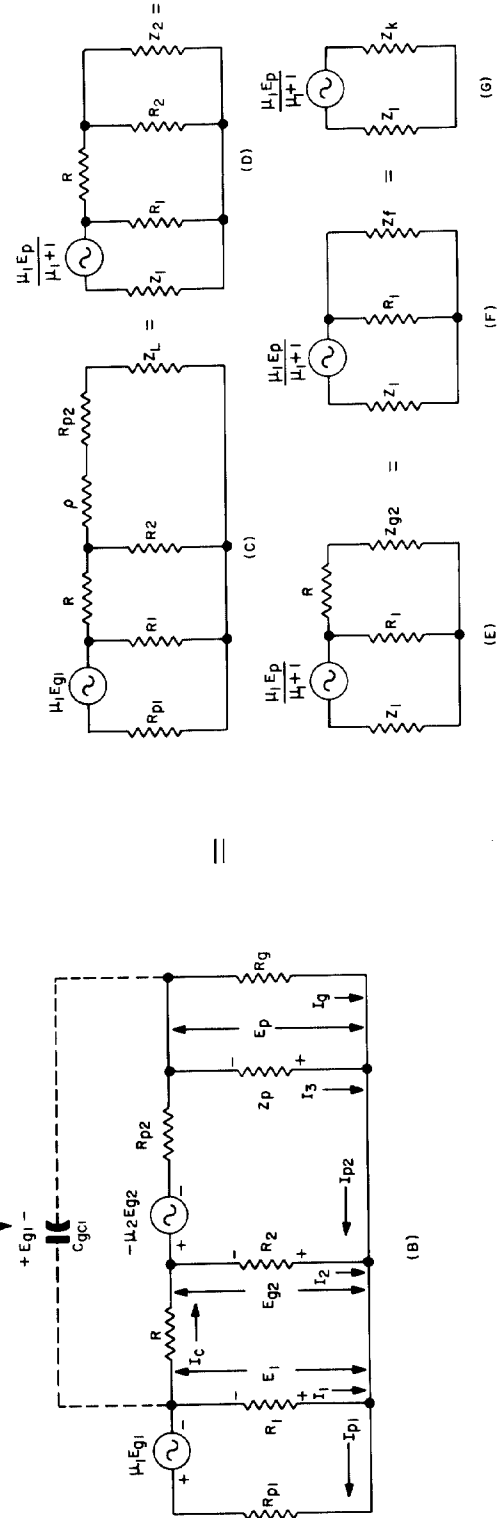 + Eg1 -
Cgc1
μ1Eg1
+
-
R
Ic
-μ2Eg2
+
-
Rp2
Rp1
R1
-
+
E1
I1
Eg2
R2
-
+
I2
Zp
-
+
I3
Ep
Rg
Ig
Ip1
Ip2
(B)
=
μ1Eg1
R
ρ
Rp2
Rp1
R1
R2
ZL
=
(C)
μ1Ep
μ1+1
R
Z1
R1
R2
Z2
=
(D)
μ1Ep
μ1+1
R
Z1
R1
Zg2
(E)
=
μ1Ep
μ1+1
Z1
R1
Zf
(F)
=
μ1Ep
μ1+1
Z1
Zk
(G)